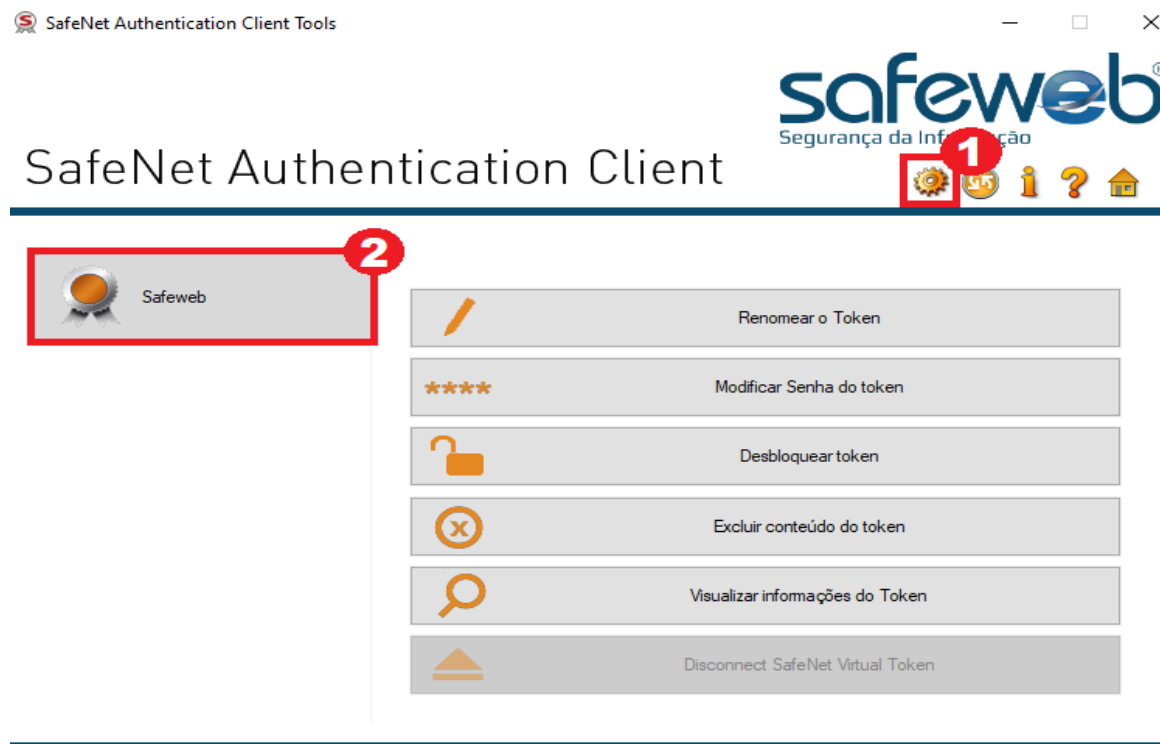 SafeNet Authentication Client Tools
safeweb®
Segurança da Inf ção
1
SafeNet Authentication Client
2
Safeweb
Renomear o Token
**** Modificar Senha do token
Desbloquear token
Excluir conteúdo do token
Visualizar informações do Token
Disconnect SafeNet Virtual Token